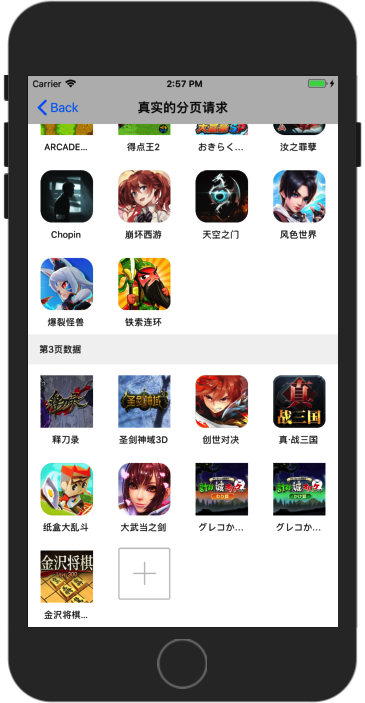 Carrier 2:57 PM
Back 真实的分页请求
ARCADE... 得点王2 おきらく... 汝之罪孽
Chopin 崩坏西游 天空之门 风色世界
爆裂怪兽 铁索连环
第3页数据
释刀录 圣剑神域3D 创世对决 真·战三国
纸盒大乱斗 大武当之剑 グレコか... グレコか...
金沢将棋
金沢将棋...